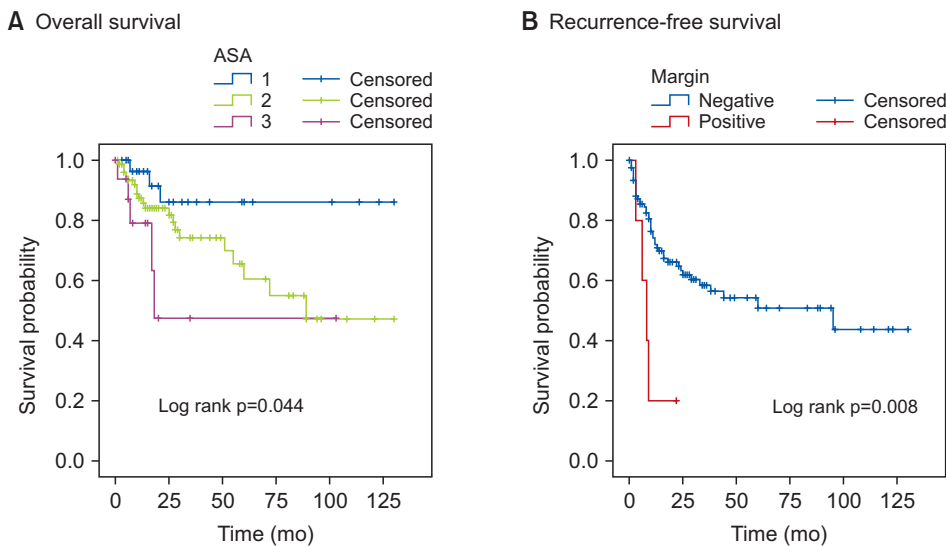 A Overall survival
ASA
1 Censored
2 Censored
3 Censored
1.0
0.8
0.6
0.4
0.2
0.0
Survival probability
Log rank p=0.044
0 25 50 75 100 125
Time (mo)
B Recurrence-free survival
Margin
Negative Censored
Positive Censored
1.0
0.8
0.6
0.4
0.2
0.0
Survival probability
Log rank p=0.008
0 25 50 75 100 125
Time (mo)